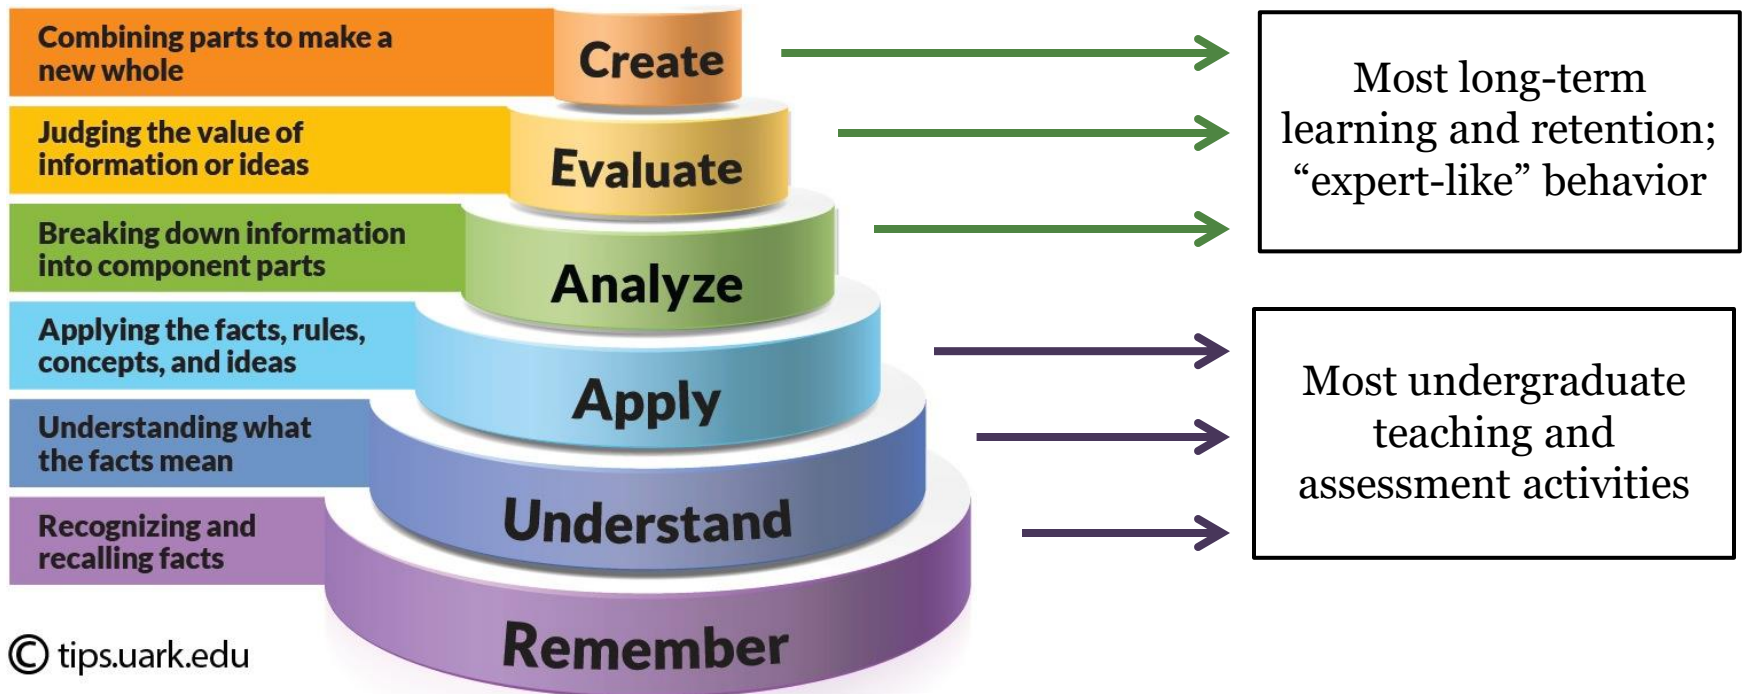 Combining parts to make a
new whole
Create
Judging the value of
information or ideas
Evaluate
Breaking down information
into component parts
Analyze
Applying the facts, rules,
concepts, and ideas
Apply
Understanding what
the facts mean
Understand
Recognizing and
recalling facts
Remember
© tips.uark.edu
Most long-term
learning and retention;
“expert-like” behavior
Most undergraduate
teaching and
assessment activities